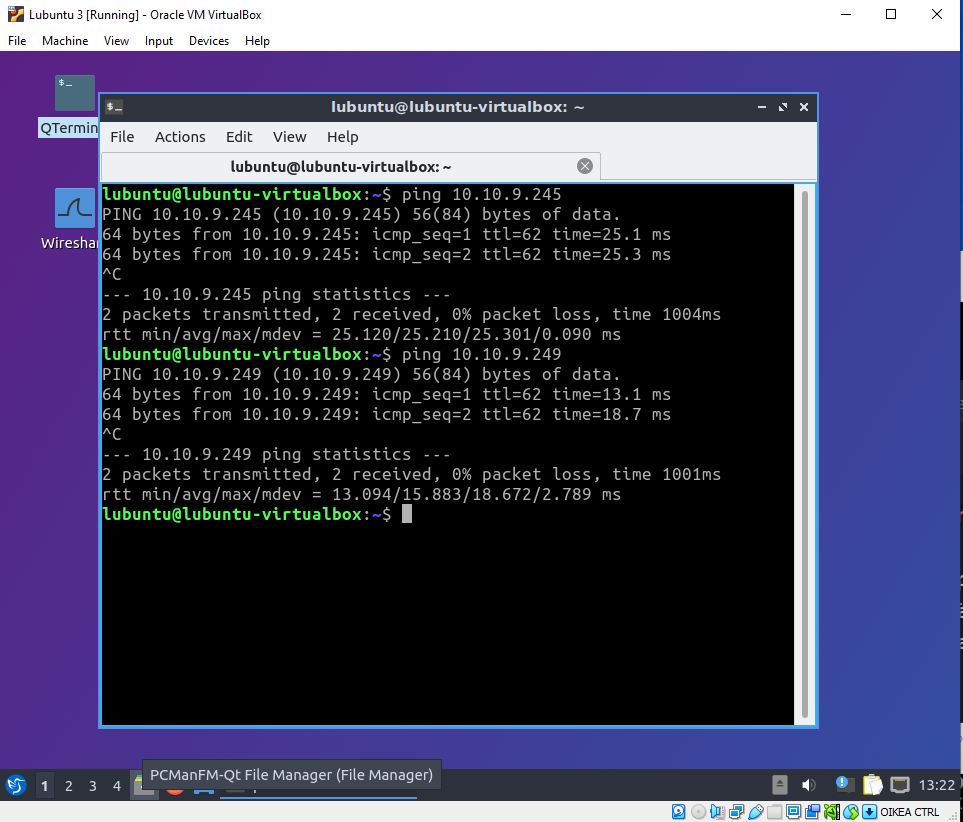 Lubuntu 3 [Running] - Oracle VM VirtualBox
File Machine View Input Devices Help
$_
QTermin
$_ lubuntu@lubuntu-virtualbox: ~
File Actions Edit View Help
lubuntu@lubuntu-virtualbox: ~
Wireshar
lubuntu@lubuntu-virtualbox:~$ ping 10.10.9.245
PING 10.10.9.245 (10.10.9.245) 56(84) bytes of data.
64 bytes from 10.10.9.245: icmp_seq=1 ttl=62 time=25.1 ms
64 bytes from 10.10.9.245: icmp_seq=2 ttl=62 time=25.3 ms
^C
--- 10.10.9.245 ping statistics ---
2 packets transmitted, 2 received, 0% packet loss, time 1004ms
rtt min/avg/max/mdev = 25.120/25.210/25.301/0.090 ms
lubuntu@lubuntu-virtualbox:~$ ping 10.10.9.249
PING 10.10.9.249 (10.10.9.249) 56(84) bytes of data.
64 bytes from 10.10.9.249: icmp_seq=1 ttl=62 time=13.1 ms
64 bytes from 10.10.9.249: icmp_seq=2 ttl=62 time=18.7 ms
^C
--- 10.10.9.249 ping statistics ---
2 packets transmitted, 2 received, 0% packet loss, time 1001ms
rtt min/avg/max/mdev = 13.094/15.883/18.672/2.789 ms
lubuntu@lubuntu-virtualbox:~$
PCManFM-Qt File Manager (File Manager)
1 2 3 4
13:22
OIKEA CTRL